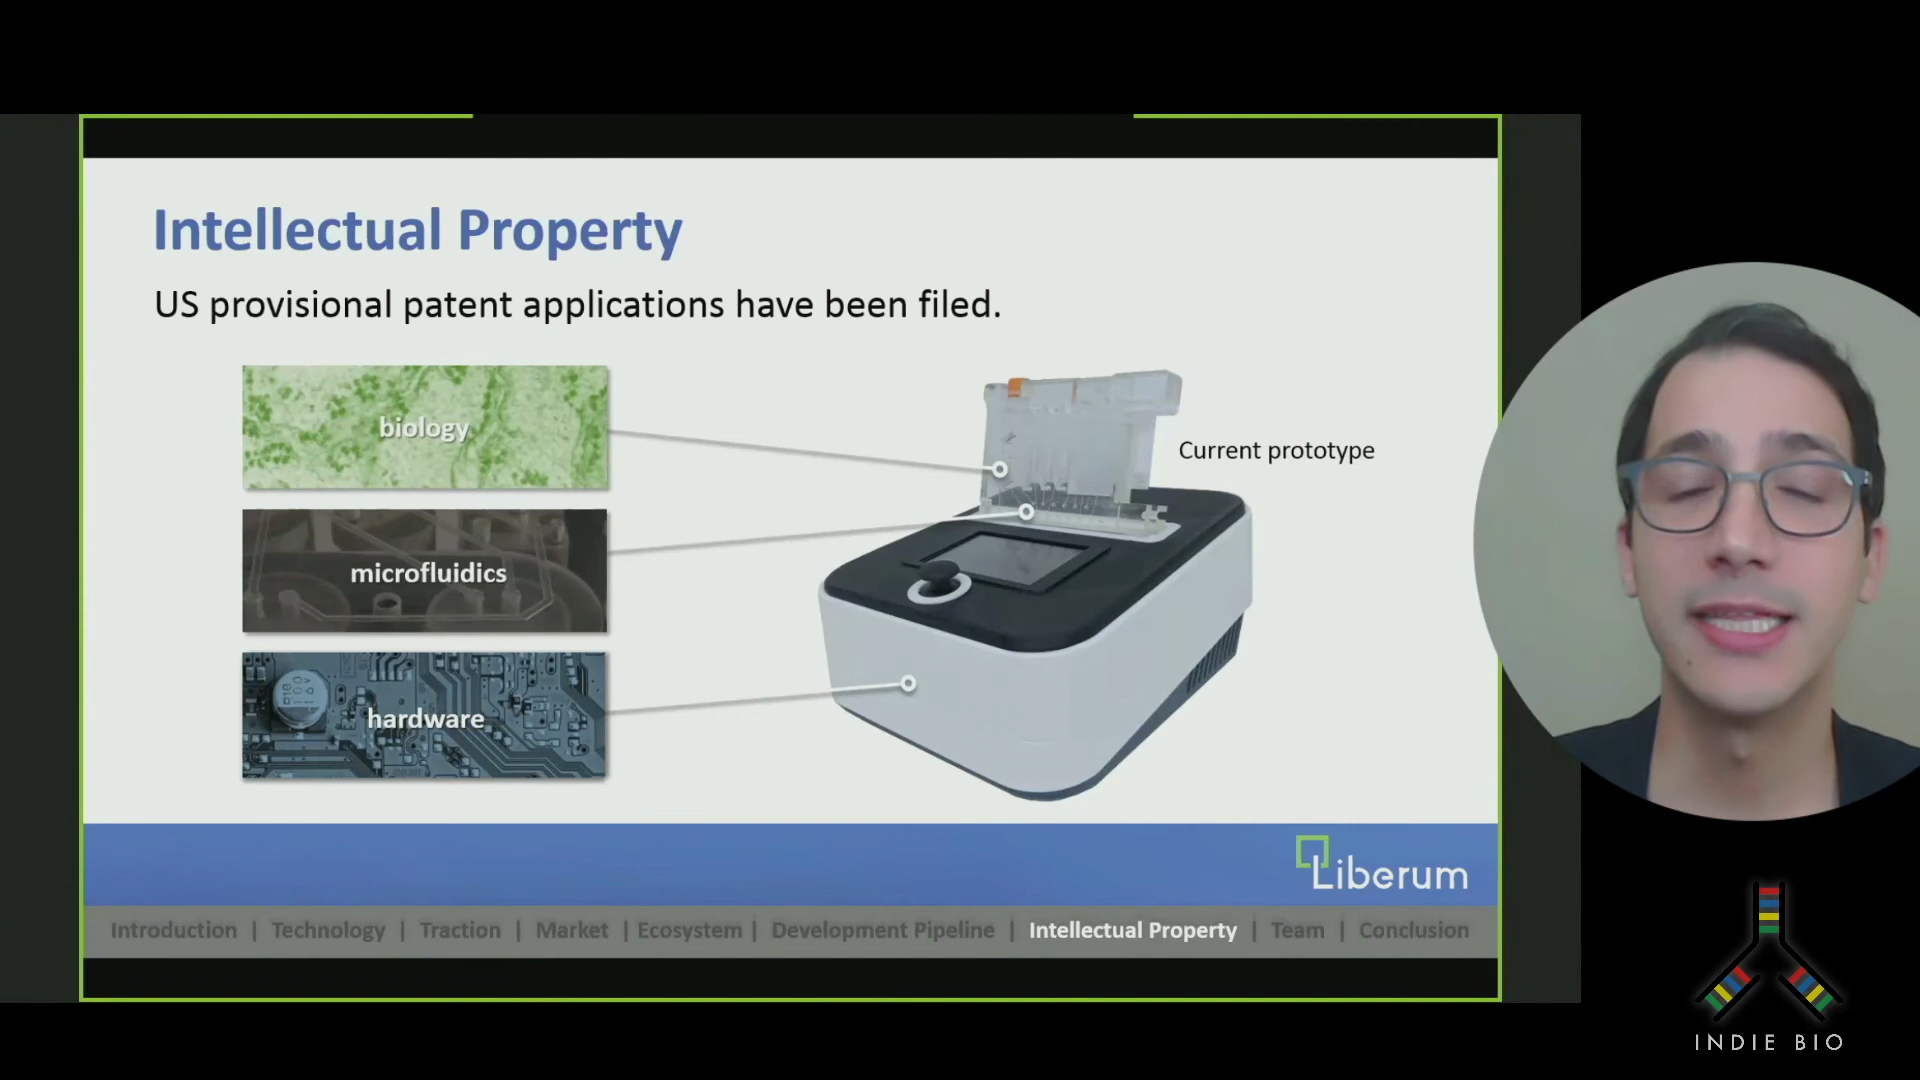 Intellectual Property
US provisional patent applications have been filed.
biology
microfluidics
hardware
Current prototype
Liberum
Introduction | Technology | Traction | Market | Ecosystem | Development Pipeline | Intellectual Property | Team | Conclusion
INDIE BIO